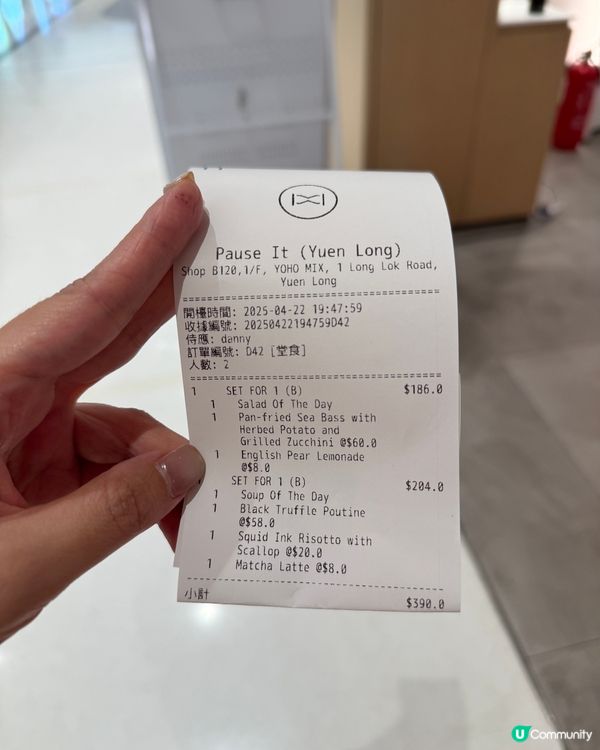 Pause It (Yuen Long)
Shop B120,1/F, YOHO MIX, 1 Long Lok Road,
Yuen Long
開檯時間: 2025-04-22 19:47:59
收據編號: 20250422194759D42
侍應: danny
訂單編號: D42 [堂食]
人數: 2
1 SET FOR 1 (B) $186.0
1 Salad Of The Day
1 Pan-fried Sea Bass with
Herbed Potato and
Grilled Zucchini @$60.0
1 English Pear Lemonade
@$8.0
SET FOR 1 (B) $204.0
1 Soup Of The Day
1 Black Truffle Poutine
@$58.0
1 Squid Ink Risotto with
Scallop @$20.0
1 Matcha Latte @$8.0
小計 $390.0
U Community